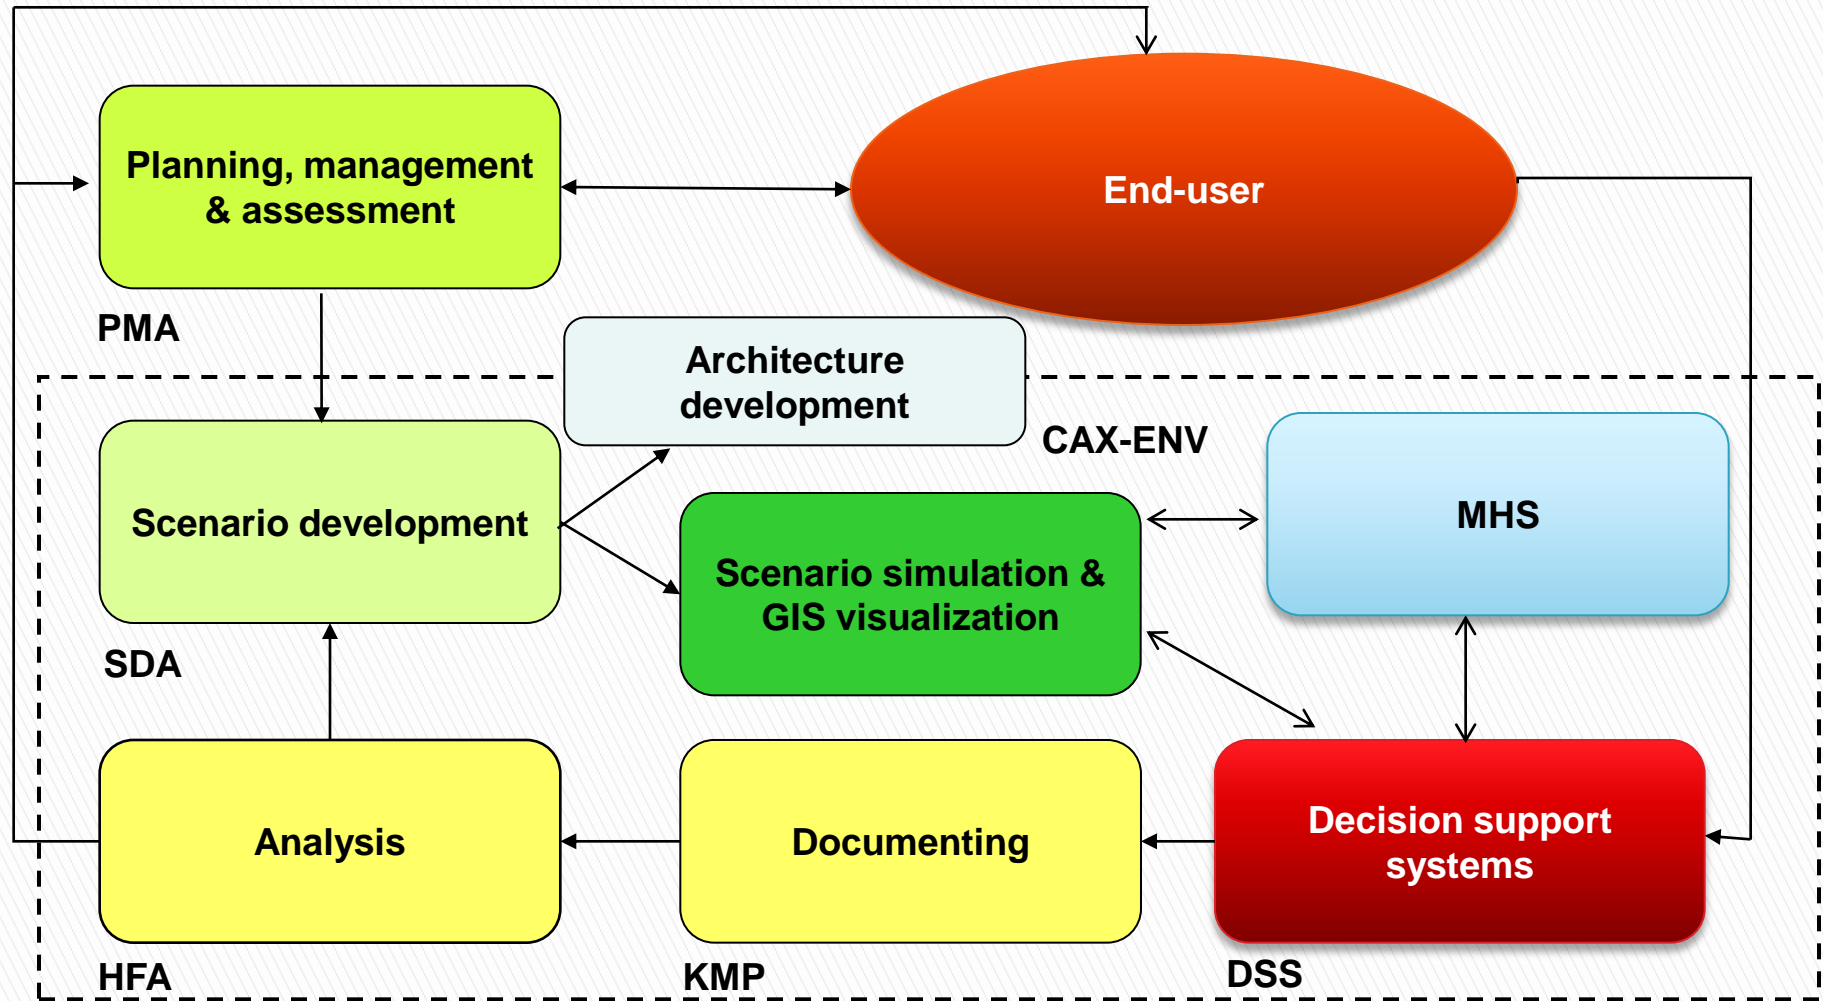 Planning, management
& assessment
End-user
PMA
Architecture
development
CAX-ENV
Scenario development
MHS
Scenario simulation &
GIS visualization
SDA
Analysis
Documenting
Decision support
systems
HFA
KMP
DSS